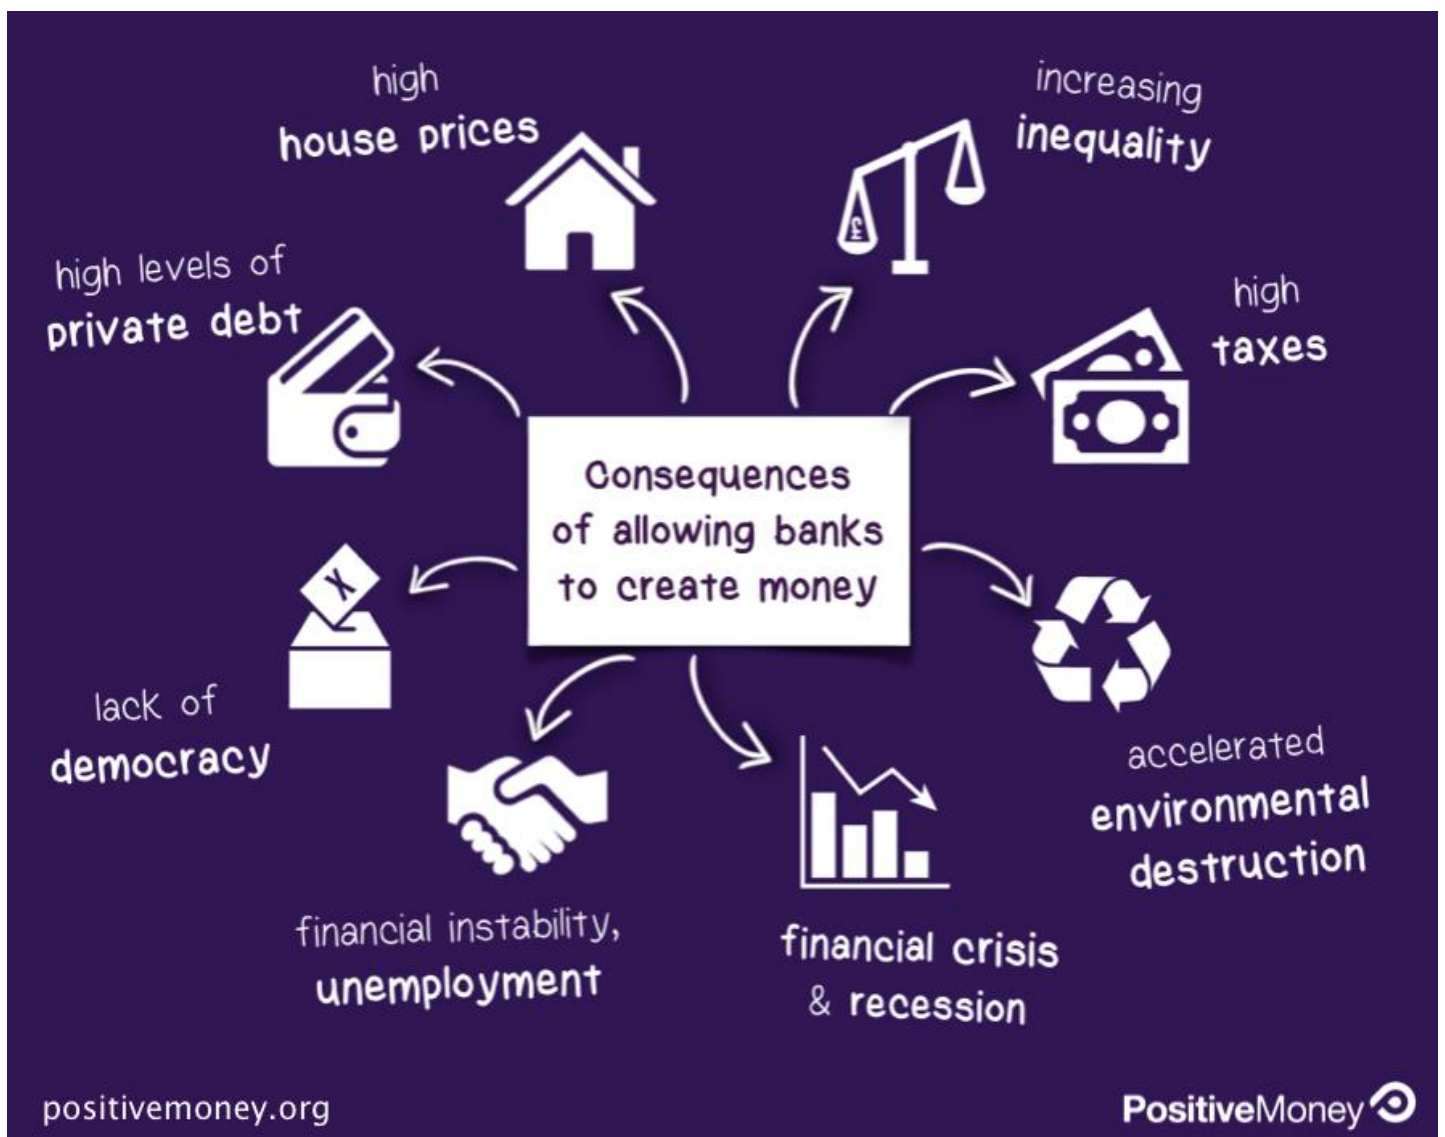 high
house prices
increasing
inequality
high levels of
private debt
high
taxes
£
Consequences
of allowing banks
to create money
X
lack of
democracy
accelerated
environmental
destruction
financial instability,
unemployment
financial crisis
& recession
positivemoney.org
PositiveMoney